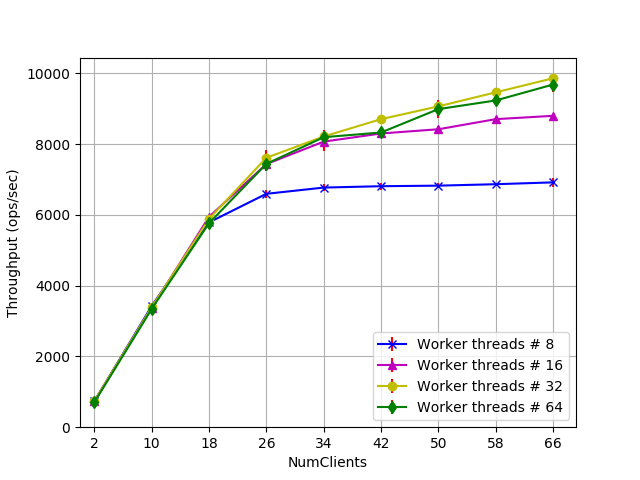 10000
8000
6000
4000
2000
0
Throughput (ops/sec)
2 10 18 26 34 42 50 58 66
NumClients
Worker threads # 8
Worker threads # 16
Worker threads # 32
Worker threads # 64